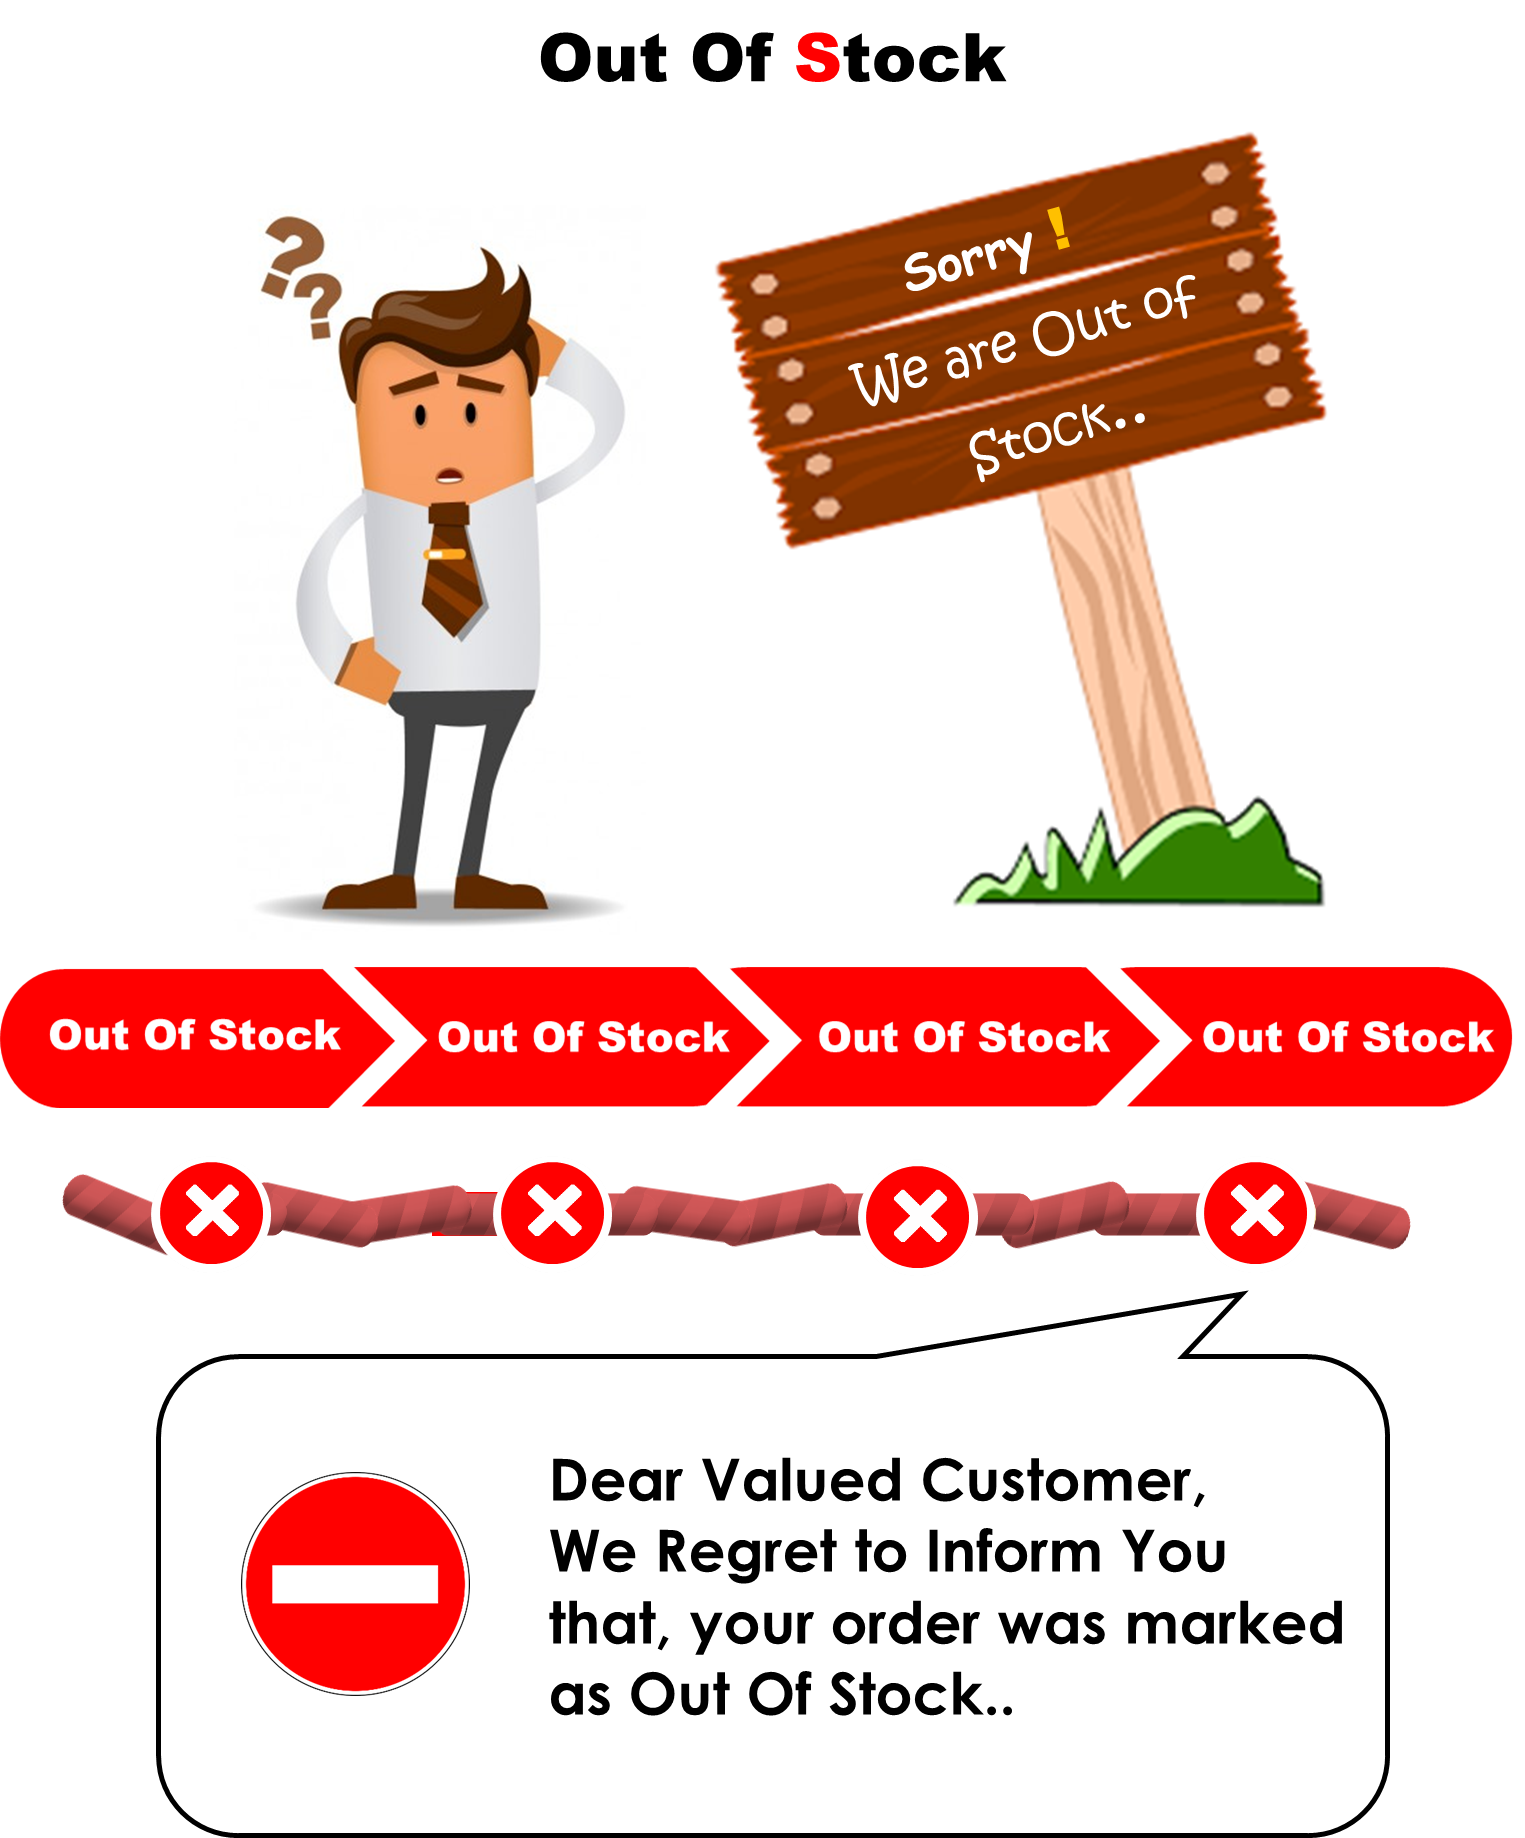 Out Of Stock
??
Sorry !
We are Out of
Stock..
Out Of Stock
Out Of Stock
Out Of Stock
Out Of Stock
Dear Valued Customer,
We Regret to Inform You
that, your order was marked
as Out Of Stock..